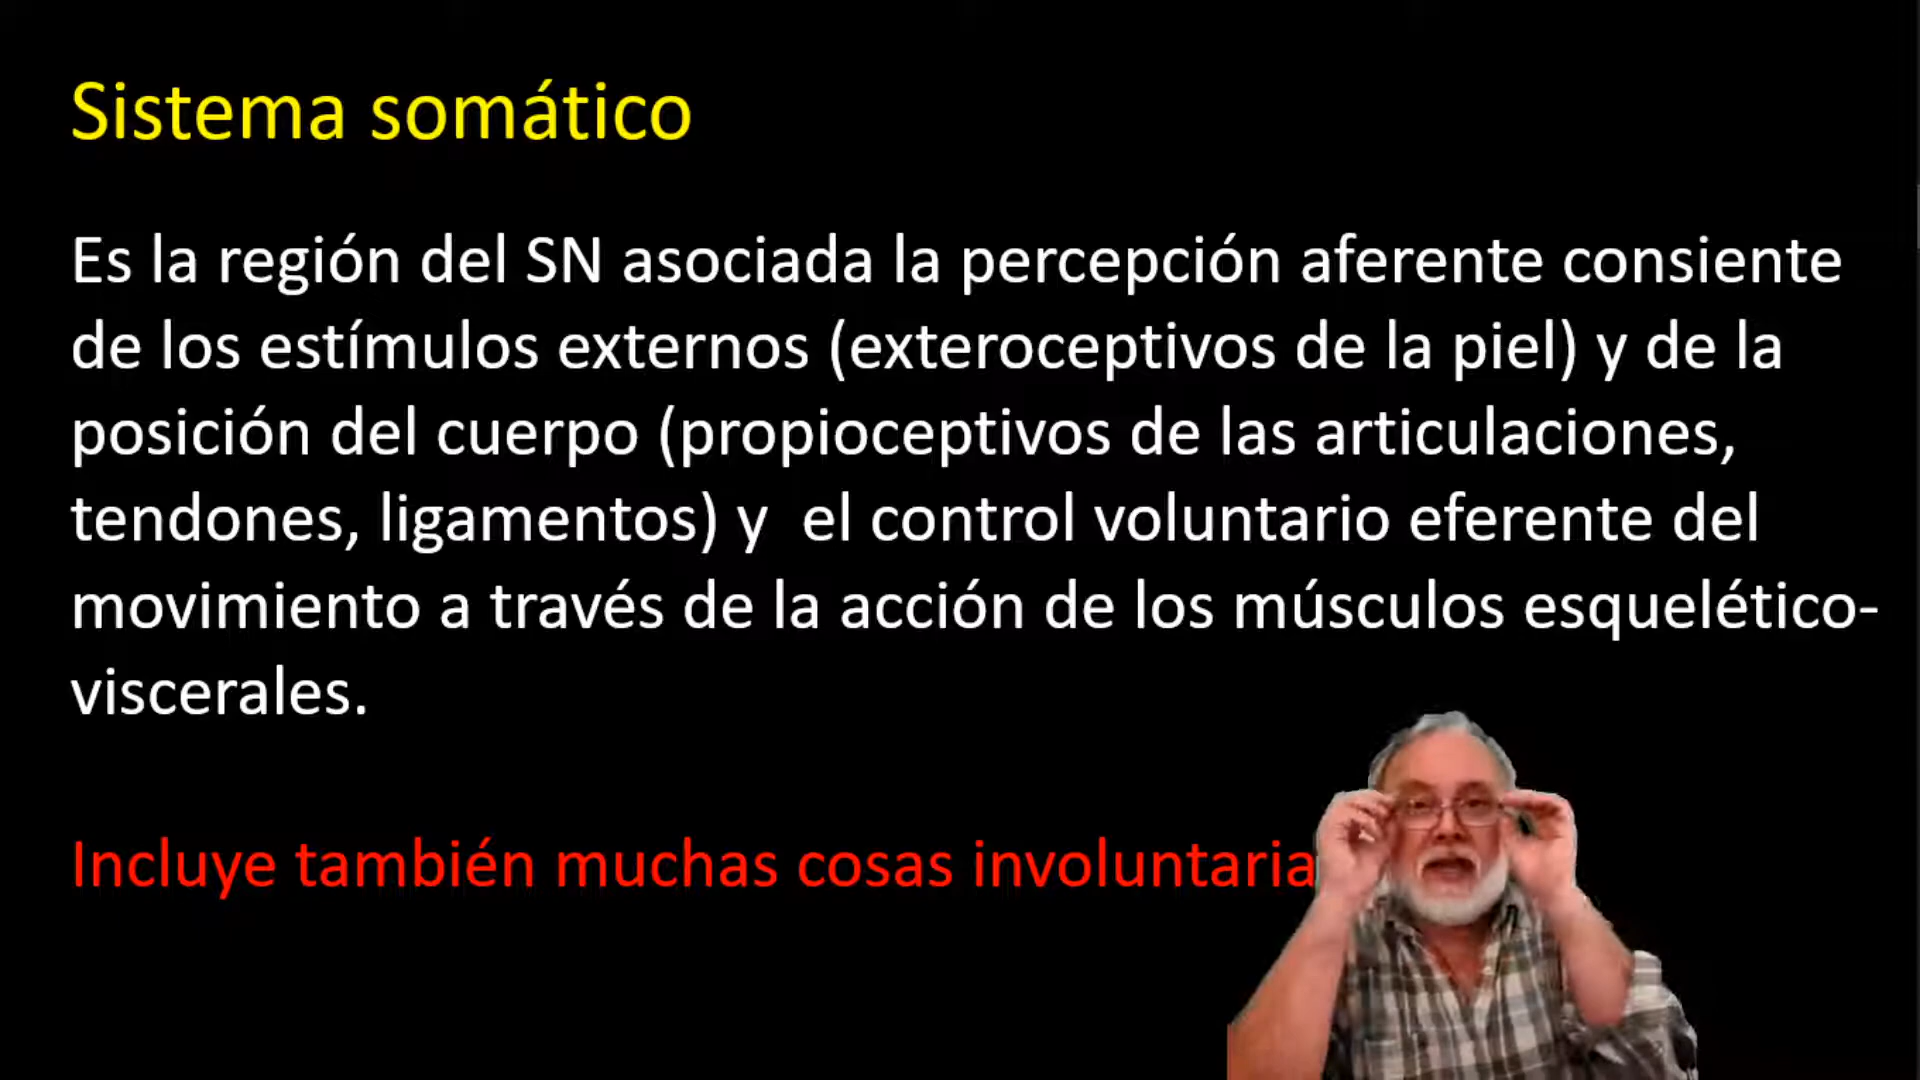 Sistema somático
Es la región del SN asociada la percepción aferente consiente
de los estímulos externos (exteroceptivos de la piel) y de la
posición del cuerpo (propioceptivos de las articulaciones,
tendones, ligamentos) y el control voluntario eferente del
movimiento a través de la acción de los músculos esquelético-
viscerales.
Incluye también muchas cosas involuntaria